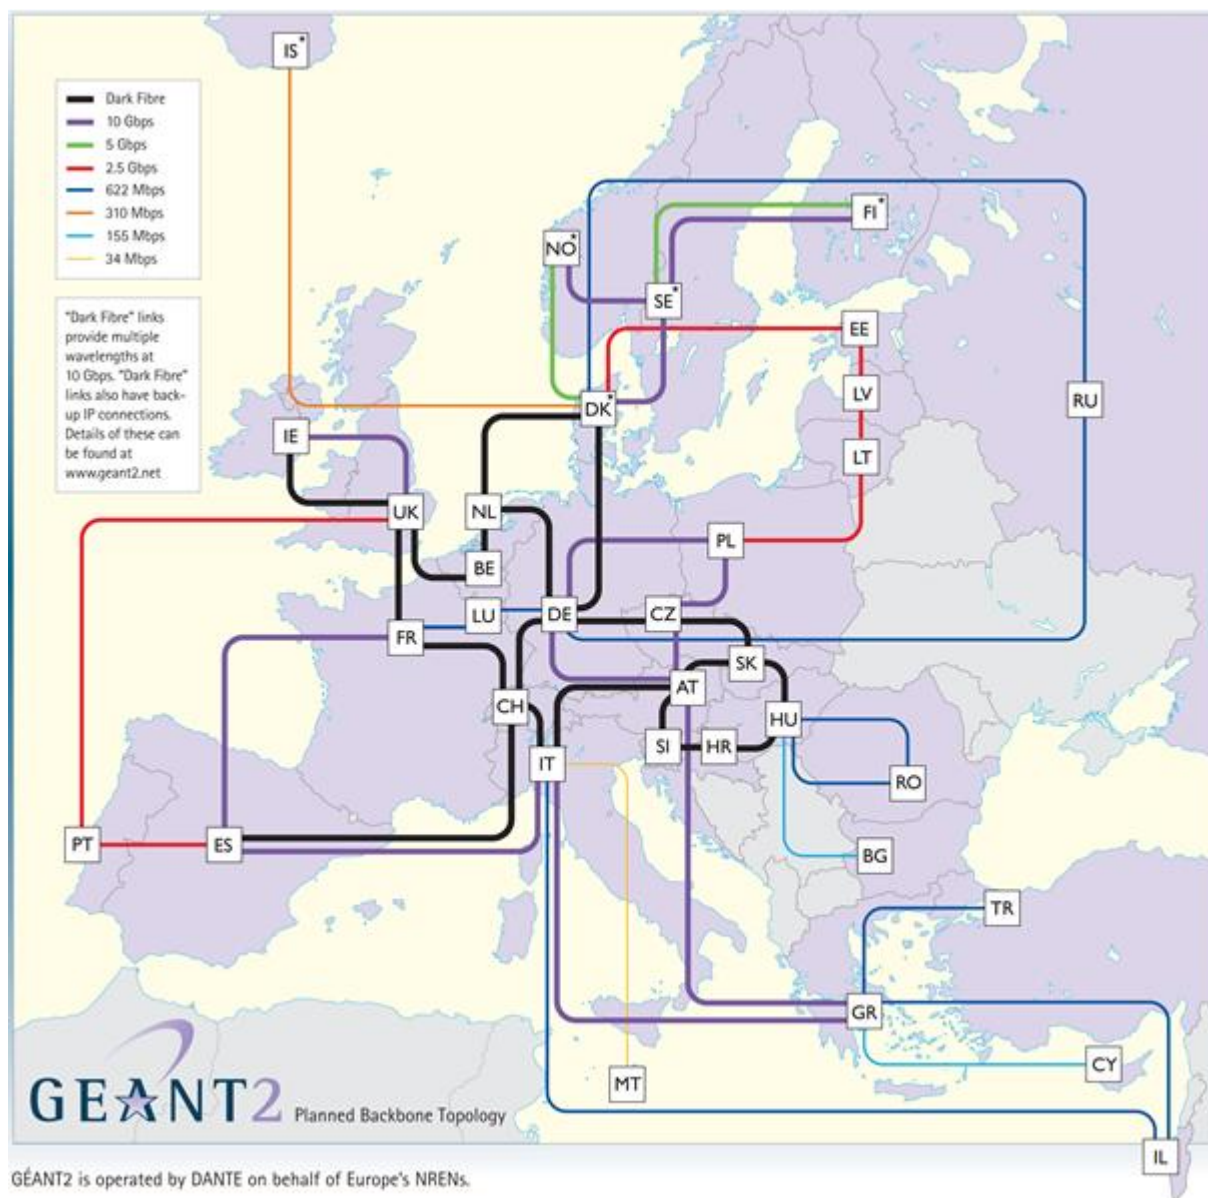 IS*
Dark Fibre
10 Gbps
5 Gbps
2.5 Gbps
622 Mbps
310 Mbps
155 Mbps
34 Mbps
"Dark Fibre" links
provide multiple
wavelengths at
10 Gbps. "Dark Fibre"
links also have back-
up IP connections.
Details of these can
be found at
www.geant2.net
FI*
NO*
SE*
EE
LV
RU
DK*
IE
LT
UK
NL
PL
BE
LU
DE
CZ
FR
SK
AT
CH
HU
SI
HR
IT
RO
PT
ES
BG
TR
GR
CY
MT
GEANT2 Planned Backbone Topology
IL
GÉANT2 is operated by DANTE on behalf of Europe's NRENs.